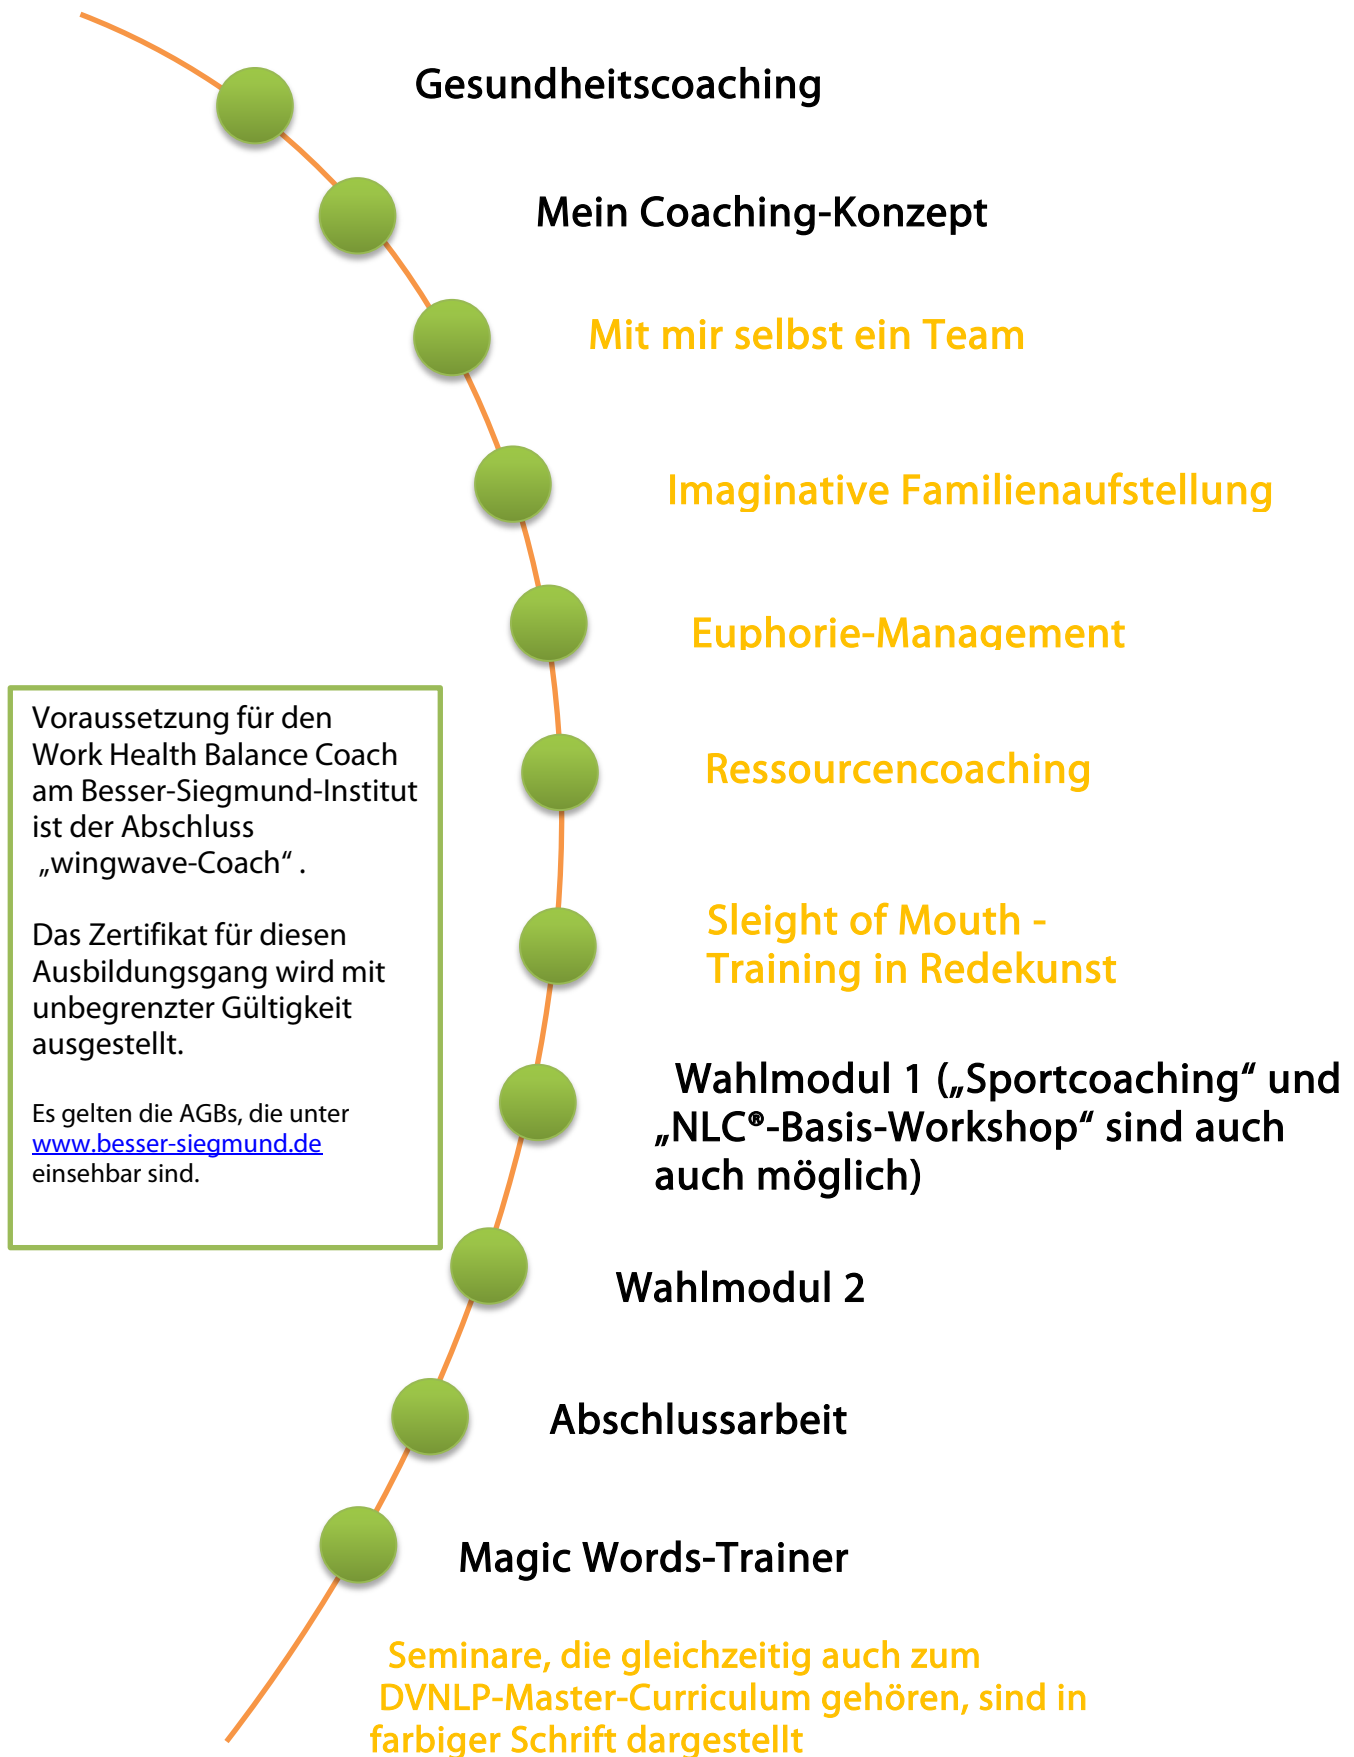 Gesundheitscoaching
Mein Coaching-Konzept
Mit mir selbst ein Team
Imaginative Familienaufstellung
Euphorie-Management
Voraussetzung für den
Work Health Balance Coach
am Besser-Siegmund-Institut
ist der Abschluss
„wingwave-Coach“ .
Das Zertifikat für diesen
Ausbildungsgang wird mit
unbegrenzter Gültigkeit
ausgestellt.
Es gelten die AGBs, die unter
www.besser-siegmund.de
einsehbar sind.
Ressourcencoaching
Sleight of Mouth -
Training in Redekunst
Wahlmodul 1 („Sportcoaching“ und
„NLC®-Basis-Workshop“ sind auch
auch möglich)
Wahlmodul 2
Abschlussarbeit
Magic Words-Trainer
Seminare, die gleichzeitig auch zum
DVNLP-Master-Curriculum gehören, sind in
farbiger Schrift dargestellt